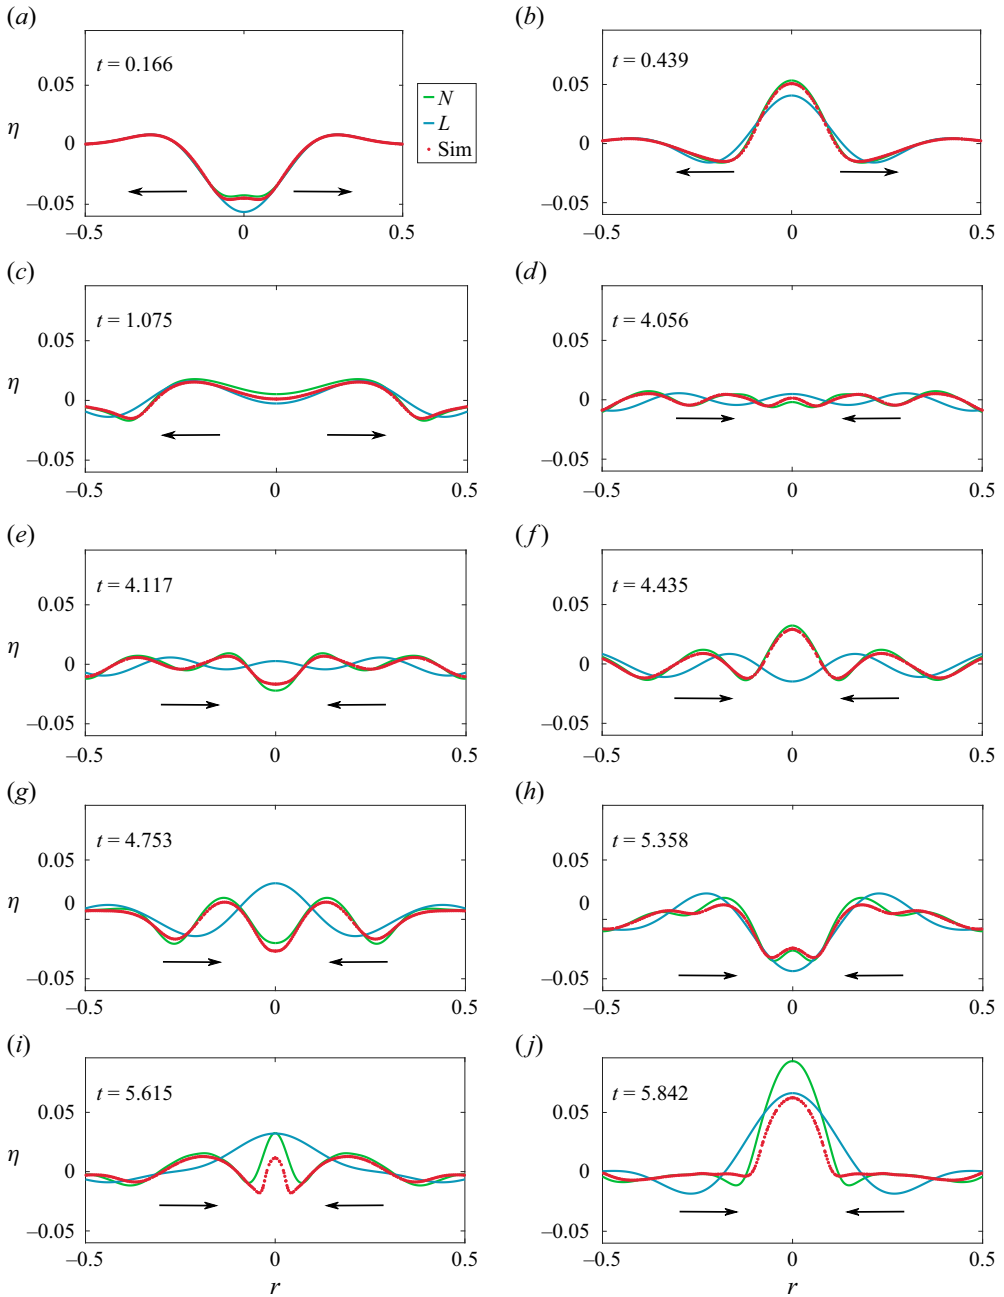 (a)
(b)
t = 0.166
t = 0.439
0.05
0.05
N
L
Sim
η
0
0
–0.05
–0.05
–0.5
0
0.5
–0.5
0
0.5
(c)
(d)
t = 1.075
t = 4.056
0.05
0.05
η
0
0
–0.05
–0.05
–0.5
0
0.5
–0.5
0
0.5
(e)
(f)
t = 4.117
t = 4.435
0.05
0.05
η
0
0
–0.05
–0.05
–0.5
0
0.5
–0.5
0
0.5
(g)
(h)
t = 4.753
t = 5.358
0.05
0.05
η
0
0
–0.05
–0.05
–0.5
0
0.5
–0.5
0
0.5
(i)
(j)
t = 5.615
t = 5.842
0.05
0.05
η
0
0
–0.05
–0.05
–0.5
0
0.5
–0.5
0
0.5
r
r